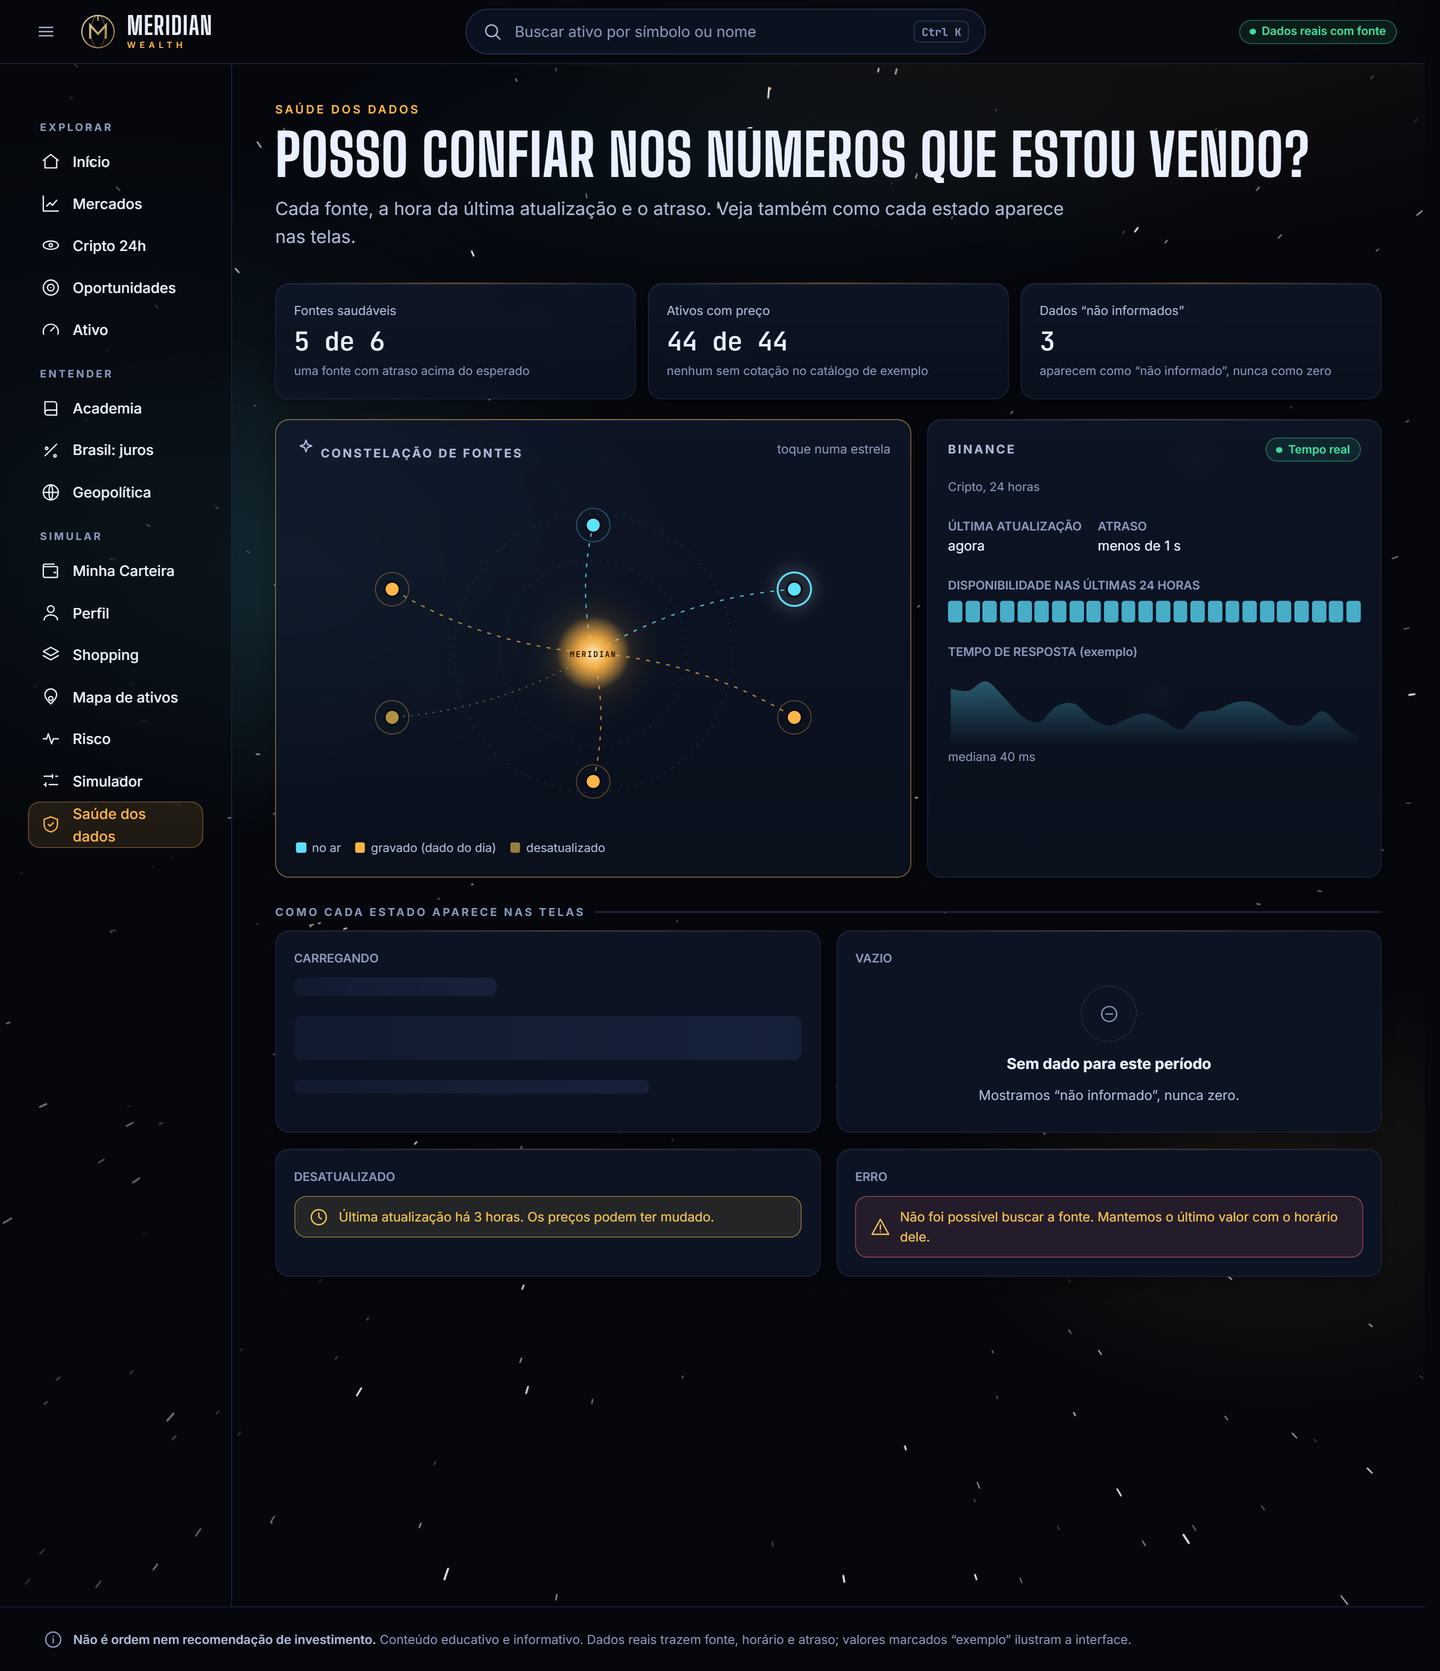 MERIDIAN
WEALTH
Buscar ativo por símbolo ou nome
Ctrl K
Dados reais com fonte
EXPLORAR
Início
Mercados
Cripto 24h
Oportunidades
Ativo
ENTENDER
Academia
Brasil: juros
Geopolítica
SIMULAR
Minha Carteira
Perfil
Shopping
Mapa de ativos
Risco
Simulador
Saúde dos
dados
SAÚDE DOS DADOS
POSSO CONFIAR NOS NÚMEROS QUE ESTOU VENDO?
Cada fonte, a hora da última atualização e o atraso. Veja também como cada estado aparece
nas telas.
Fontes saudáveis
5 de 6
uma fonte com atraso acima do esperado
Ativos com preço
44 de 44
nenhum sem cotação no catálogo de exemplo
Dados “não informados”
3
aparecem como “não informado”, nunca como zero
CONSTELAÇÃO DE FONTES
toque numa estrela
MERIDIAN
no ar
gravado (dado do dia)
desatualizado
BINANCE
Tempo real
Cripto, 24 horas
ÚLTIMA ATUALIZAÇÃO
agora
ATRASO
menos de 1 s
DISPONIBILIDADE NAS ÚLTIMAS 24 HORAS
TEMPO DE RESPOSTA (exemplo)
mediana 40 ms
COMO CADA ESTADO APARECE NAS TELAS
CARREGANDO
VAZIO
Sem dado para este período
Mostramos “não informado”, nunca zero.
DESATUALIZADO
Última atualização há 3 horas. Os preços podem ter mudado.
ERRO
Não foi possível buscar a fonte. Mantemos o último valor com o horário
dele.
Não é ordem nem recomendação de investimento. Conteúdo educativo e informativo. Dados reais trazem fonte, horário e atraso; valores marcados “exemplo” ilustram a interface.